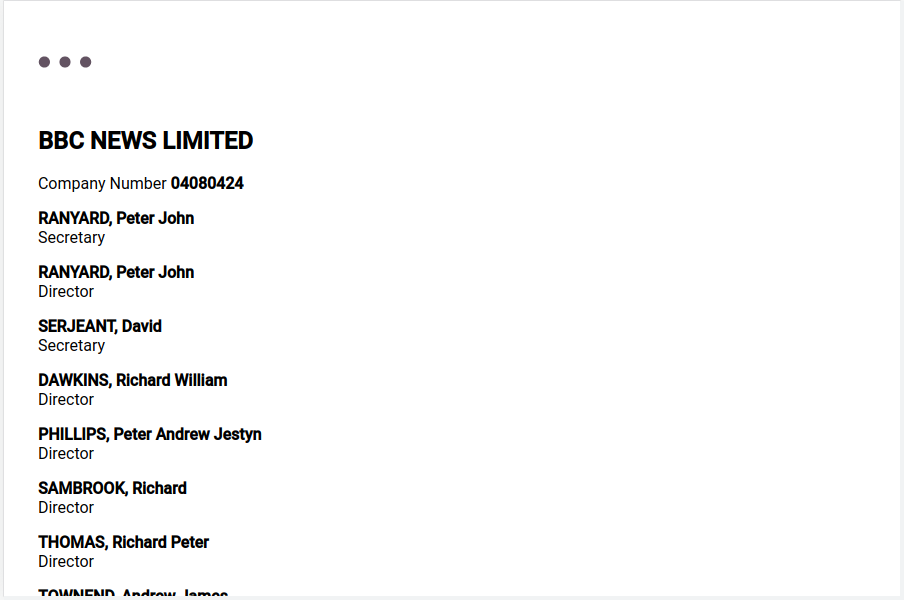 BBC NEWS LIMITED
Company Number 04080424
RANYARD, Peter John
Secretary
RANYARD, Peter John
Director
SERJEANT, David
Secretary
DAWKINS, Richard William
Director
PHILLIPS, Peter Andrew Jestyn
Director
SAMBROOK, Richard
Director
THOMAS, Richard Peter
Director
TOWNEND, Andrew James